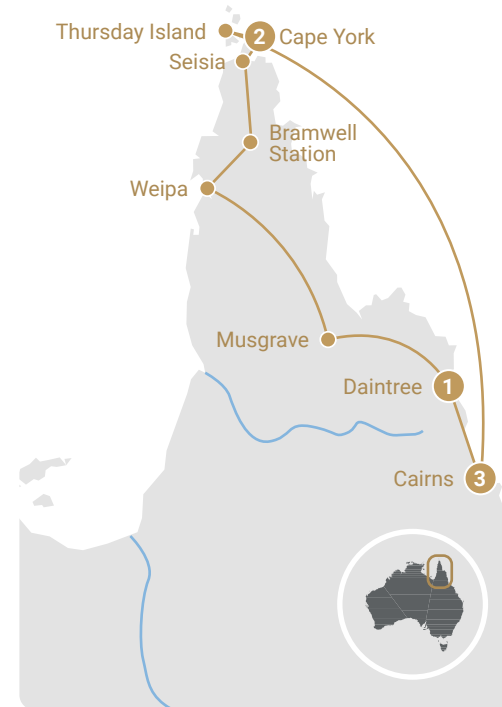 Thursday Island
2 Cape York
Seisia
Bramwell
Station
Weipa
Musgrave
Daintree 1
Cairns 3